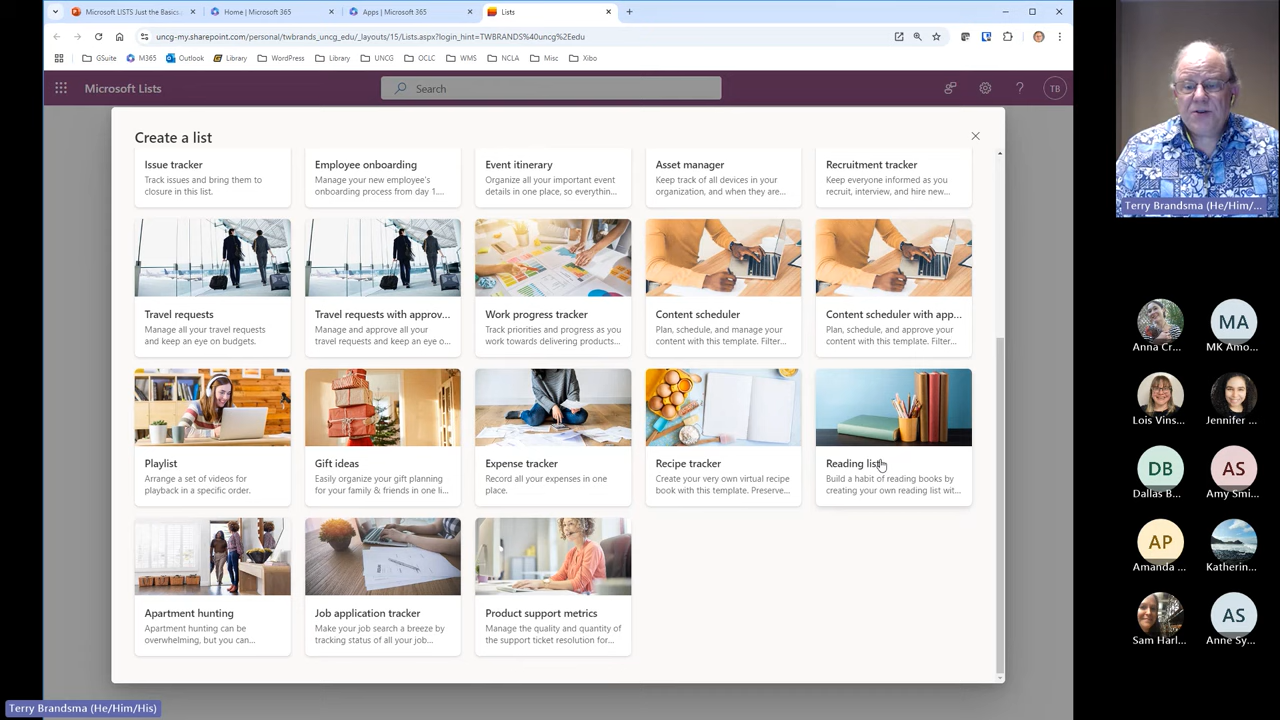 Microsoft LISTS Just the Basics
Home | Microsoft 365
Apps | Microsoft 365
Lists
uncg-my.sharepoint.com/personal/twbrands_uncg_edu/_layouts/15/Lists.aspx?login_hint=TWBRANDS%40uncg%2Eedu
GSuite
M365
Outlook
Library
WordPress
Library
UNCG
OCLC
WMS
NCLA
Misc
Xibo
Microsoft Lists
Search
TB
Create a list
Issue tracker
Track issues and bring them to
closure in this list.
Employee onboarding
Manage your new employee's
onboarding process from day 1....
Event itinerary
Organize all your important event
details in one place, so everythin...
Asset manager
Keep track of all devices in your
organization, and when they are...
Recruitment tracker
Keep everyone informed as you
recruit, interview, and hire new...
Travel requests
Manage all your travel requests
and keep an eye on budgets.
Travel requests with approv...
Manage and approve all your
travel requests and keep an eye o...
Work progress tracker
Track priorities and progress as you
work towards delivering products...
Content scheduler
Plan, schedule, and manage your
content with this template. Filter...
Content scheduler with app...
Plan, schedule, and approve your
content with this template. Filter...
Playlist
Arrange a set of videos for
playback in a specific order.
Gift ideas
Easily organize your gift planning
for your family & friends in one li...
Expense tracker
Record all your expenses in one
place.
Recipe tracker
Create your very own virtual recipe
book with this template. Preserve...
Reading list
Build a habit of reading books by
creating your own reading list wit...
Apartment hunting
Apartment hunting can be
overwhelming, but you can...
Job application tracker
Make your job search a breeze by
tracking status of all your job...
Product support metrics
Manage the quality and quantity of
the support ticket resolution for...
Terry Brandsma (He/Him/...
Anna Cr...
MA
MK Amo...
Lois Vins...
Jennifer ...
DB
Dallas B...
AS
Amy Smi...
AP
Amanda ...
Katherin...
Sam Harl...
AS
Anne Sy...
Terry Brandsma (He/Him/His)